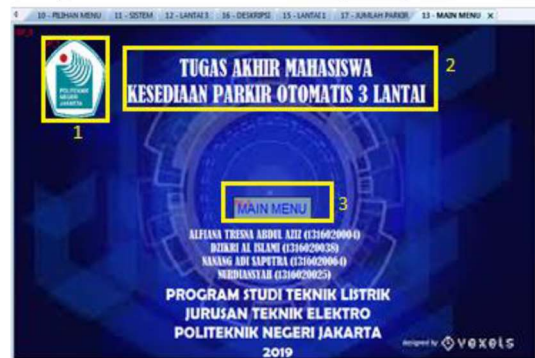 10 - PILIHAN MENU 11 - SISTEM 12 - LANTAI 3 16 - DESKRIPSI 15 - LANTAI 1 17 - JUMLAH PARKIR 13 - MAIN MENU X
POLITEKNIK
NEGERI
JAKARTA
1
TUGAS AKHIR MAHASISWA
KESEDIAAN PARKIR OTOMATIS 3 LANTAI
2
MAIN MENU
3
ALFIANA TRESNA ABDUL AZIZ (1316020004)
DZIKRI AL ISLAMI (1316020038)
NANANG ADI SAPUTRA (1316020064)
NURDIANSYAH (1316020025)
PROGRAM STUDI TEKNIK LISTRIK
JURUSAN TEKNIK ELEKTRO
POLITEKNIK NEGERI JAKARTA
2019
designed by vexels